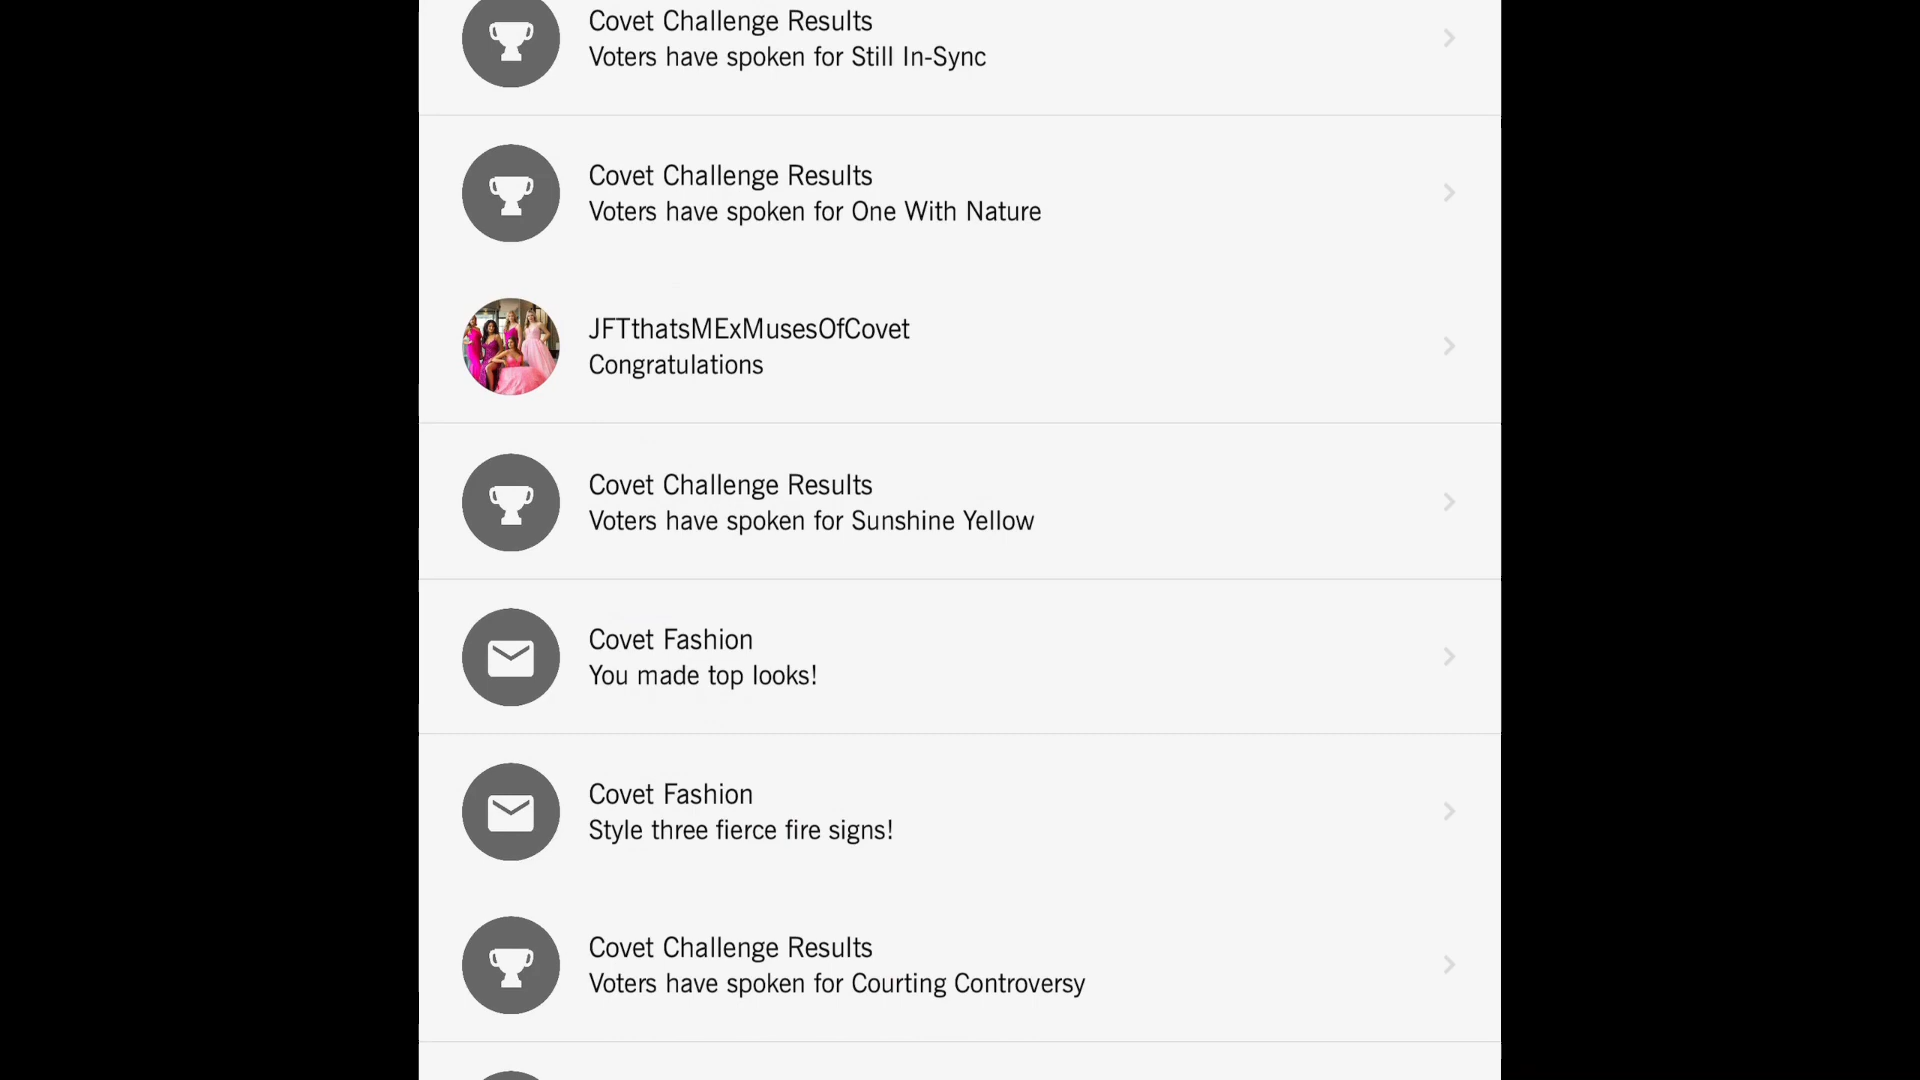 Covet Challenge Results
Voters have spoken for Still In-Sync
Covet Challenge Results
Voters have spoken for One With Nature
JFTthatsMExMusesOfCovet
Congratulations
Covet Challenge Results
Voters have spoken for Sunshine Yellow
Covet Fashion
You made top looks!
Covet Fashion
Style three fierce fire signs!
Covet Challenge Results
Voters have spoken for Courting Controversy